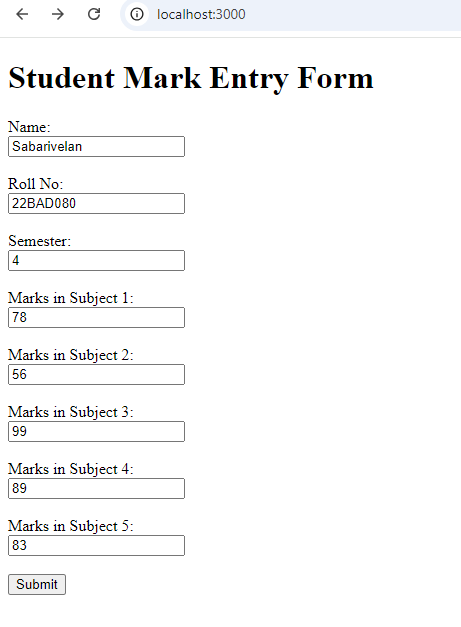 localhost:3000
Student Mark Entry Form
Name:
Sabarivelan
Roll No:
22BAD080
Semester:
4
Marks in Subject 1:
78
Marks in Subject 2:
56
Marks in Subject 3:
99
Marks in Subject 4:
89
Marks in Subject 5:
83
Submit